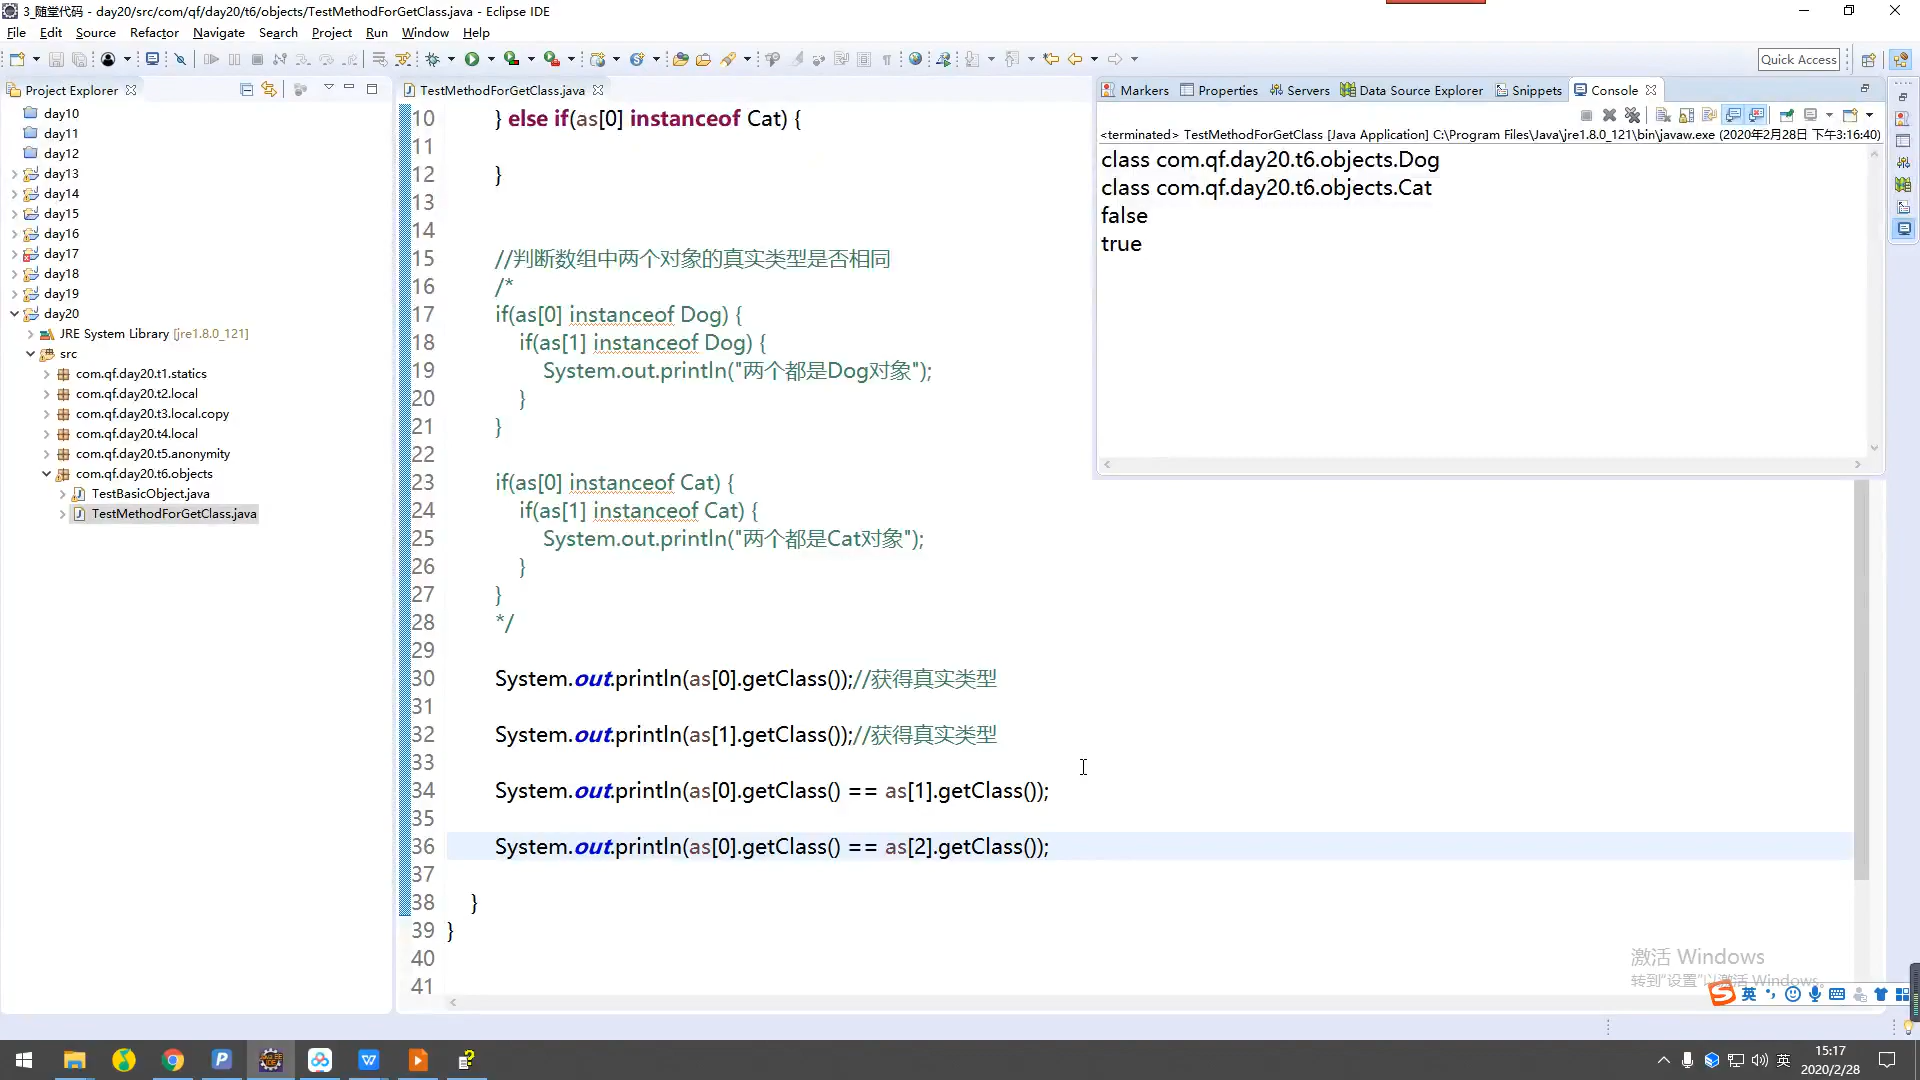 3_随堂代码 - day20/src/com/qf/day20/t6/objects/TestMethodForGetClass.java - Eclipse IDE
File Edit Source Refactor Navigate Search Project Run Window Help
Quick Access
Project Explorer
day10
day11
day12
day13
day14
day15
day16
day17
day18
day19
day20
JRE System Library [jre1.8.0_121]
src
com.qf.day20.t1.statics
com.qf.day20.t2.local
com.qf.day20.t3.local.copy
com.qf.day20.t4.local
com.qf.day20.t5.anonymity
com.qf.day20.t6.objects
TestBasicObject.java
TestMethodForGetClass.java
TestMethodForGetClass.java
10 } else if(as[0] instanceof Cat) {
11
12 }
13
14
15 //判断数组中两个对象的真实类型是否相同
16 /*
17 if(as[0] instanceof Dog) {
18 if(as[1] instanceof Dog) {
19 System.out.println("两个都是Dog对象");
20 }
21 }
22
23 if(as[0] instanceof Cat) {
24 if(as[1] instanceof Cat) {
25 System.out.println("两个都是Cat对象");
26 }
27 }
28 */
29
30 System.out.println(as[0].getClass());//获得真实类型
31
32 System.out.println(as[1].getClass());//获得真实类型
33
34 System.out.println(as[0].getClass() == as[1].getClass());
35
36 System.out.println(as[0].getClass() == as[2].getClass());
37
38 }
39 }
40
41
Markers Properties Servers Data Source Explorer Snippets Console
<terminated> TestMethodForGetClass [Java Application] C:\Program Files\Java\jre1.8.0_121\bin\javaw.exe (2020年2月28日 下午3:16:40)
class com.qf.day20.t6.objects.Dog
class com.qf.day20.t6.objects.Cat
false
true
激活 Windows
转到"设置"以激活 Windows。
英
英
15:17
2020/2/28